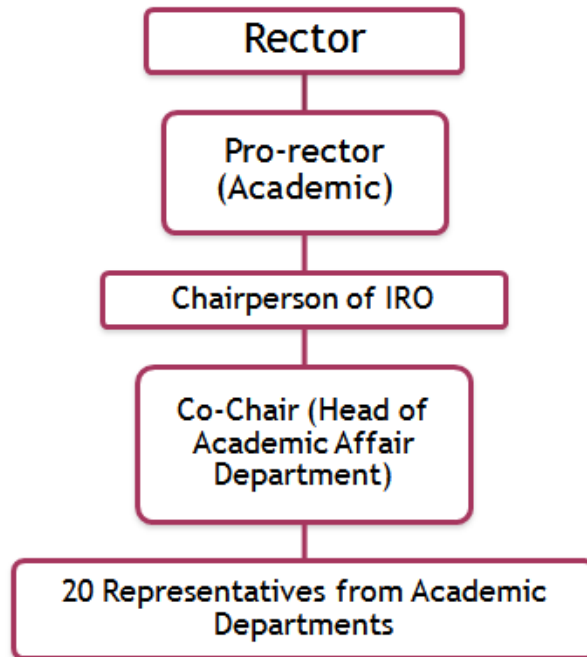 Rector
Pro-rector
(Academic)
Chairperson of IRO
Co-Chair (Head of
Academic Affair
Department)
20 Representatives from Academic
Departments